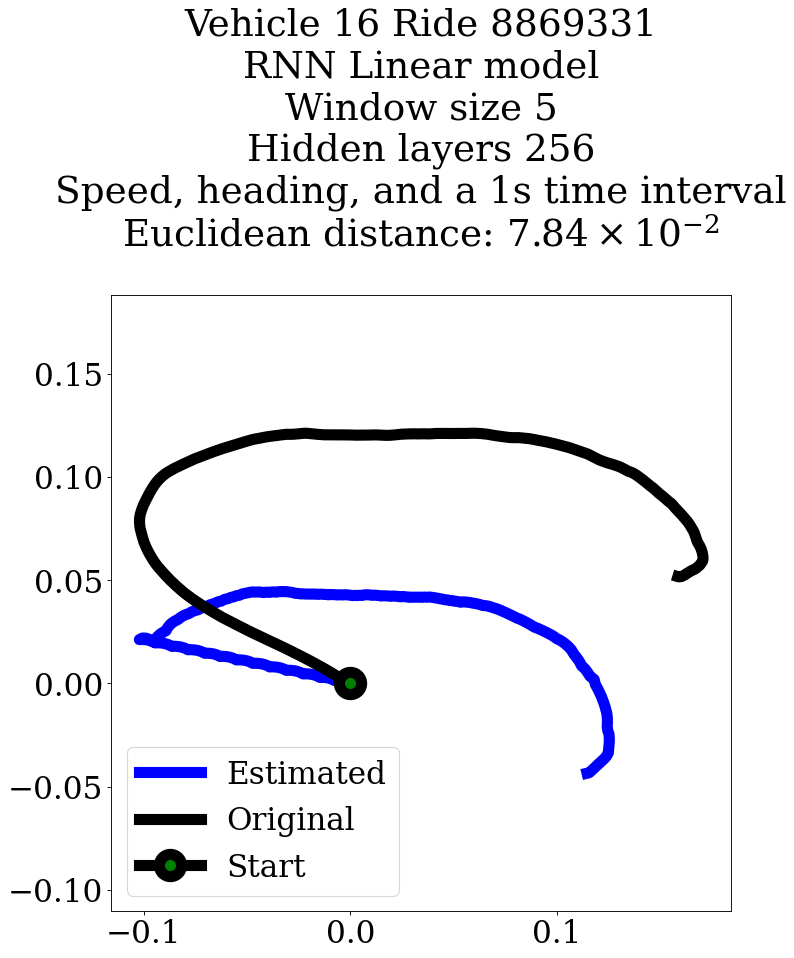 Vehicle 16 Ride 8869331
RNN Linear model
Window size 5
Hidden layers 256
Speed, heading, and a 1s time interval
Euclidean distance: 7.84 × 10⁻²
0.15
0.10
0.05
0.00
−0.05
−0.10
Estimated
Original
Start
−0.1
0.0
0.1